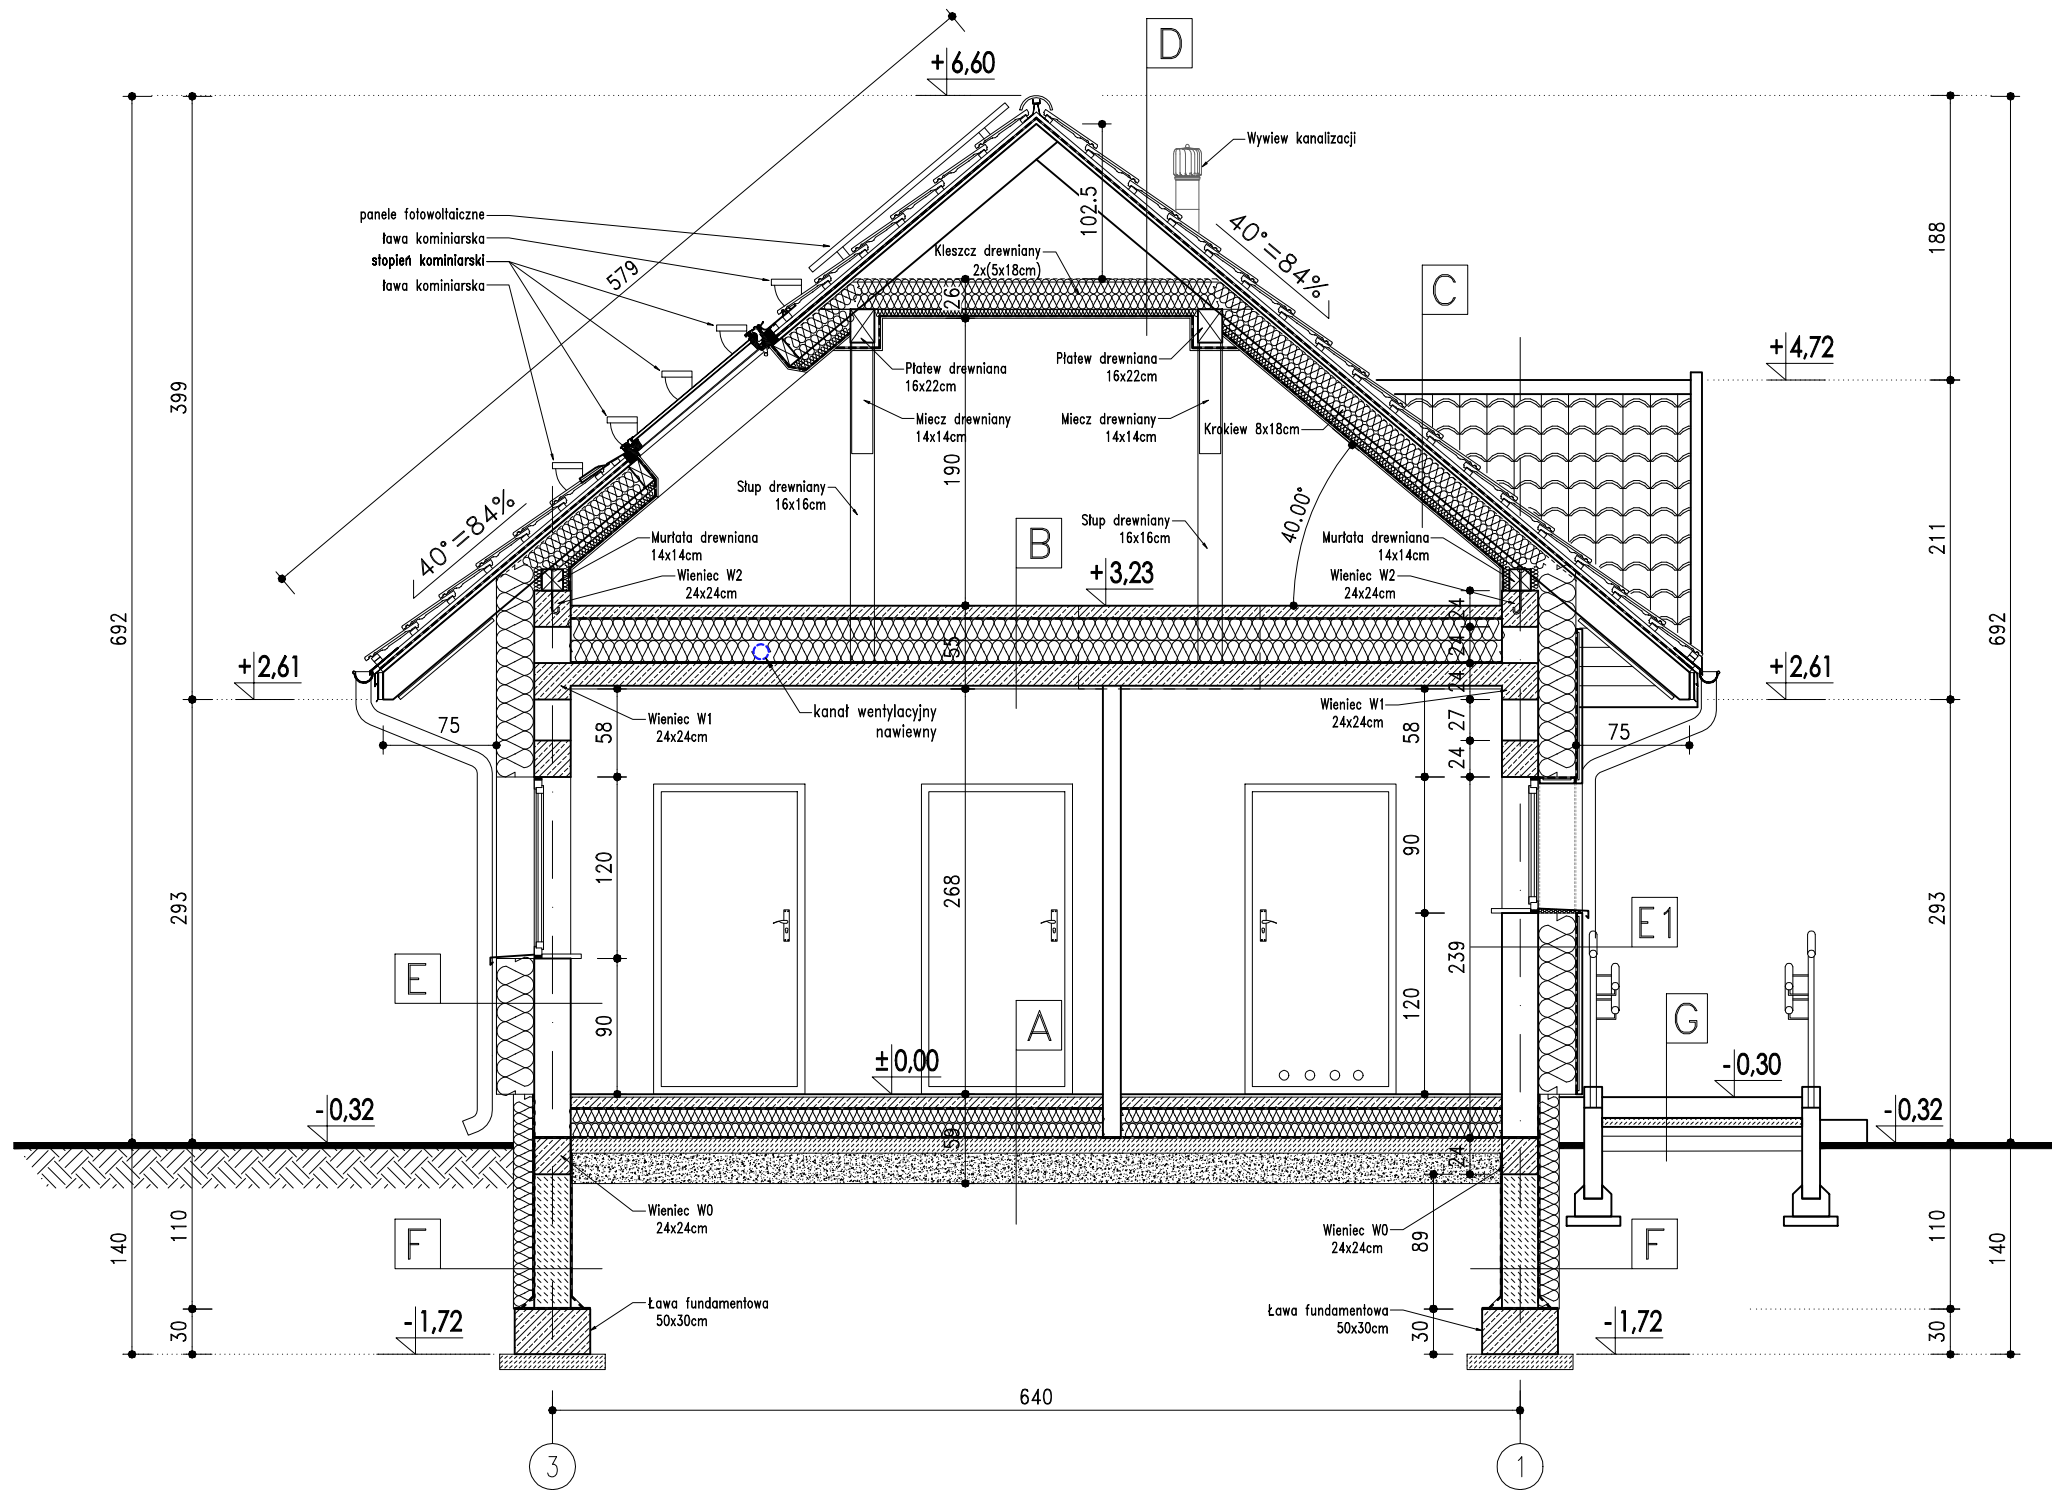 D
+6,60
Wywiew kanalizacji
102.5
188
panele fotowoltaiczne
ława kominiarska
stopień kominiarski
ława kominiarska
579
Kleszcz drewniany
2x(5x18cm)
26
40°=84%
C
+4,72
Płatew drewniana
16x22cm
Płatew drewniana
16x22cm
399
Miecz drewniany
14x14cm
Miecz drewniany
14x14cm
Krokiew 8x18cm
190
Słup drewniany
16x16cm
Słup drewniany
16x16cm
40.00°
40°=84%
B
211
Murłata drewniana
14x14cm
Murłata drewniana
14x14cm
Wieniec W2
24x24cm
+3,23
Wieniec W2
24x24cm
692
692
24
24
24
55
+2,61
+2,61
Wieniec W1
24x24cm
kanał wentylacyjny
nawiewny
Wieniec W1
24x24cm
75
58
58
27
24
75
120
90
293
268
239
293
E
E1
90
A
120
G
±0,00
-0,30
-0,32
-0,32
59
24
Wieniec W0
24x24cm
Wieniec W0
24x24cm
F
F
140
110
89
110
140
Ława fundamentowa
50x30cm
Ława fundamentowa
50x30cm
-1,72
-1,72
30
30
30
640
3
1